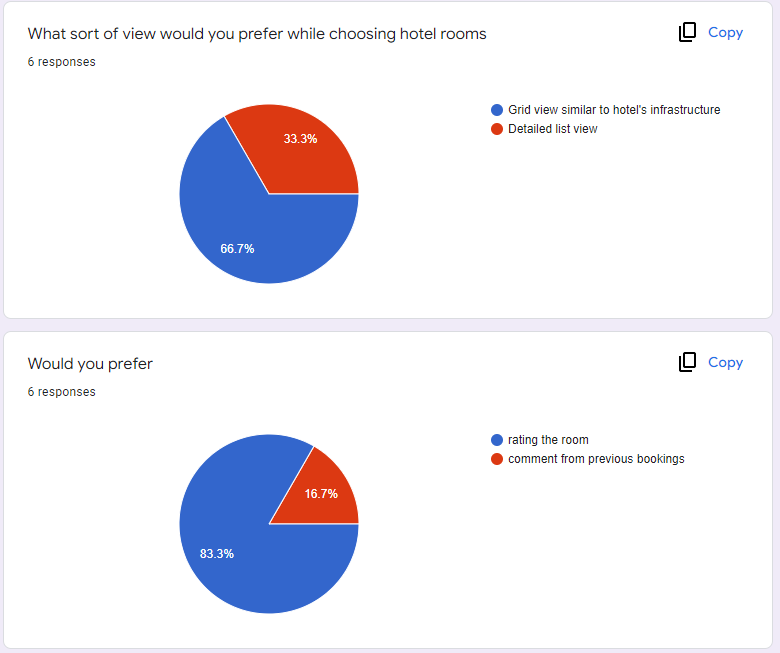 What sort of view would you prefer while choosing hotel rooms
Copy
6 responses
Grid view similar to hotel's infrastructure
Detailed list view
33.3%
66.7%
Would you prefer
Copy
6 responses
rating the room
comment from previous bookings
16.7%
83.3%